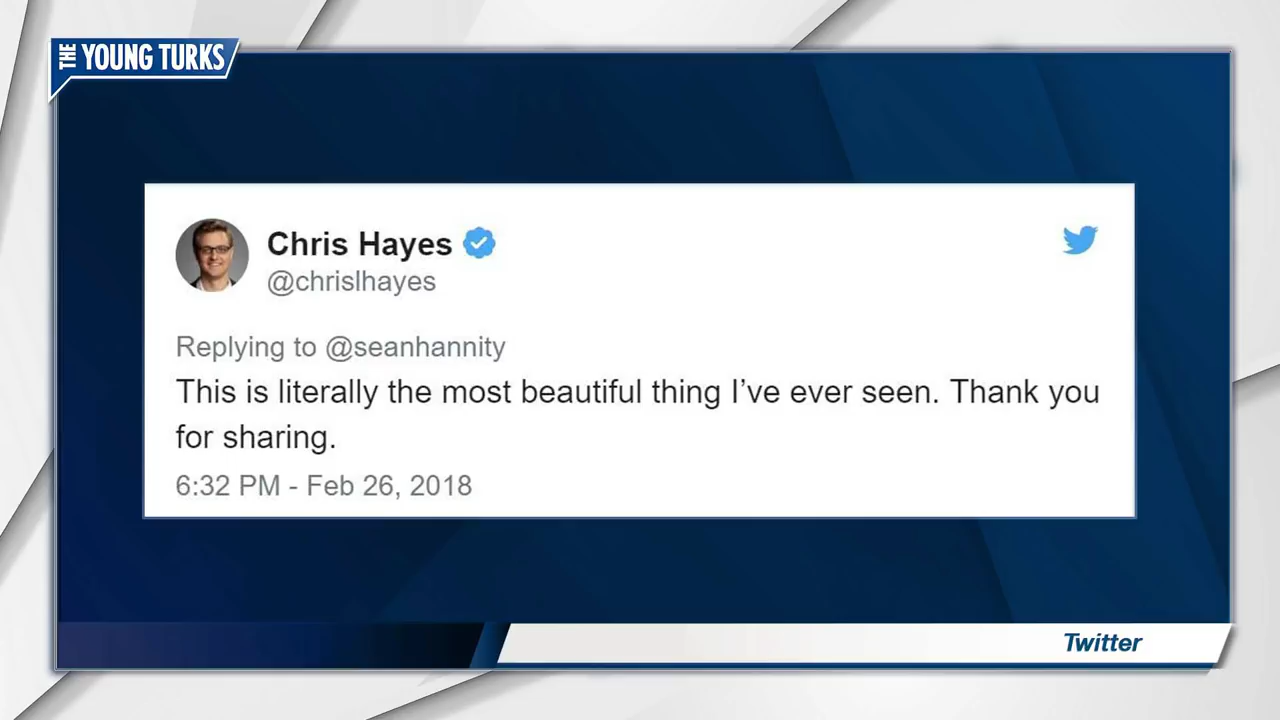 THE YOUNG TURKS
Chris Hayes
@chrislhayes
Replying to @seanhannity
This is literally the most beautiful thing I’ve ever seen. Thank you
for sharing.
6:32 PM - Feb 26, 2018
Twitter